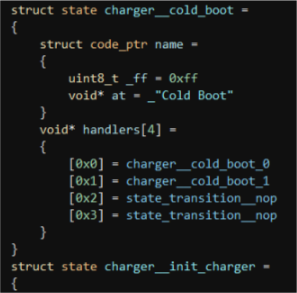 struct state charger__cold_boot =
{
    struct code_ptr name =
    {
        uint8_t _ff = 0xff
        void* at = _"Cold Boot"
    }
    void* handlers[4] =
    {
        [0x0] = charger__cold_boot_0
        [0x1] = charger__cold_boot_1
        [0x2] = state_transition__nop
        [0x3] = state_transition__nop
    }
}
struct state charger__init_charger =
{